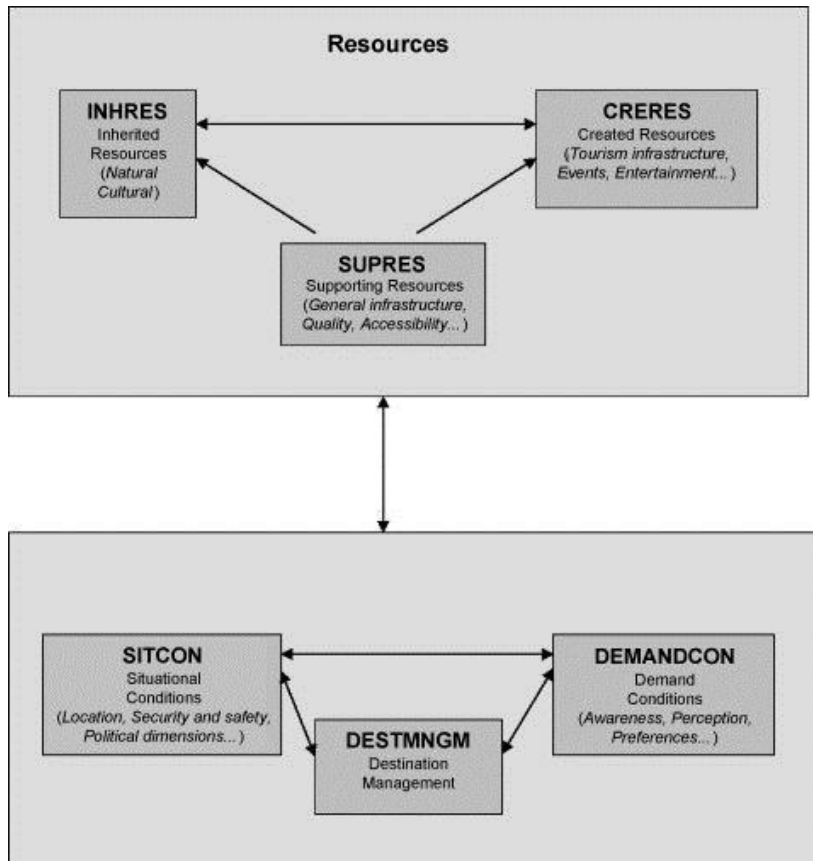 Resources
INHRES
Inherited
Resources
(Natural
Cultural)
CRERES
Created Resources
(Tourism infrastructure,
Events, Entertainment...)
SUPRES
Supporting Resources
(General infrastructure,
Quality, Accessibility...)
SITCON
Situational
Conditions
(Location, Security and safety,
Political dimensions...)
DEMANDCON
Demand
Conditions
(Awareness, Perception,
Preferences...)
DESTMNGM
Destination
Management